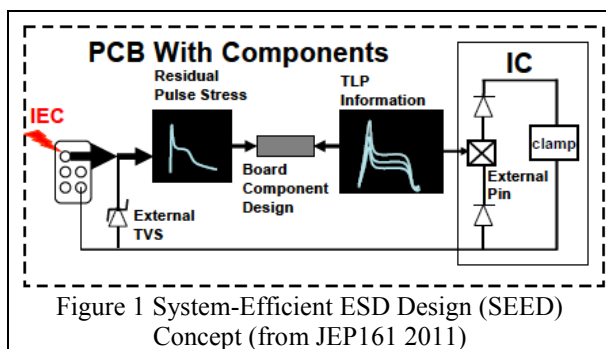 PCB With Components
IC
Residual
Pulse Stress
TLP
Information
IEC
clamp
Board
Component
Design
External
Pin
External
TVS
Figure 1 System-Efficient ESD Design (SEED)
Concept (from JEP161 2011)